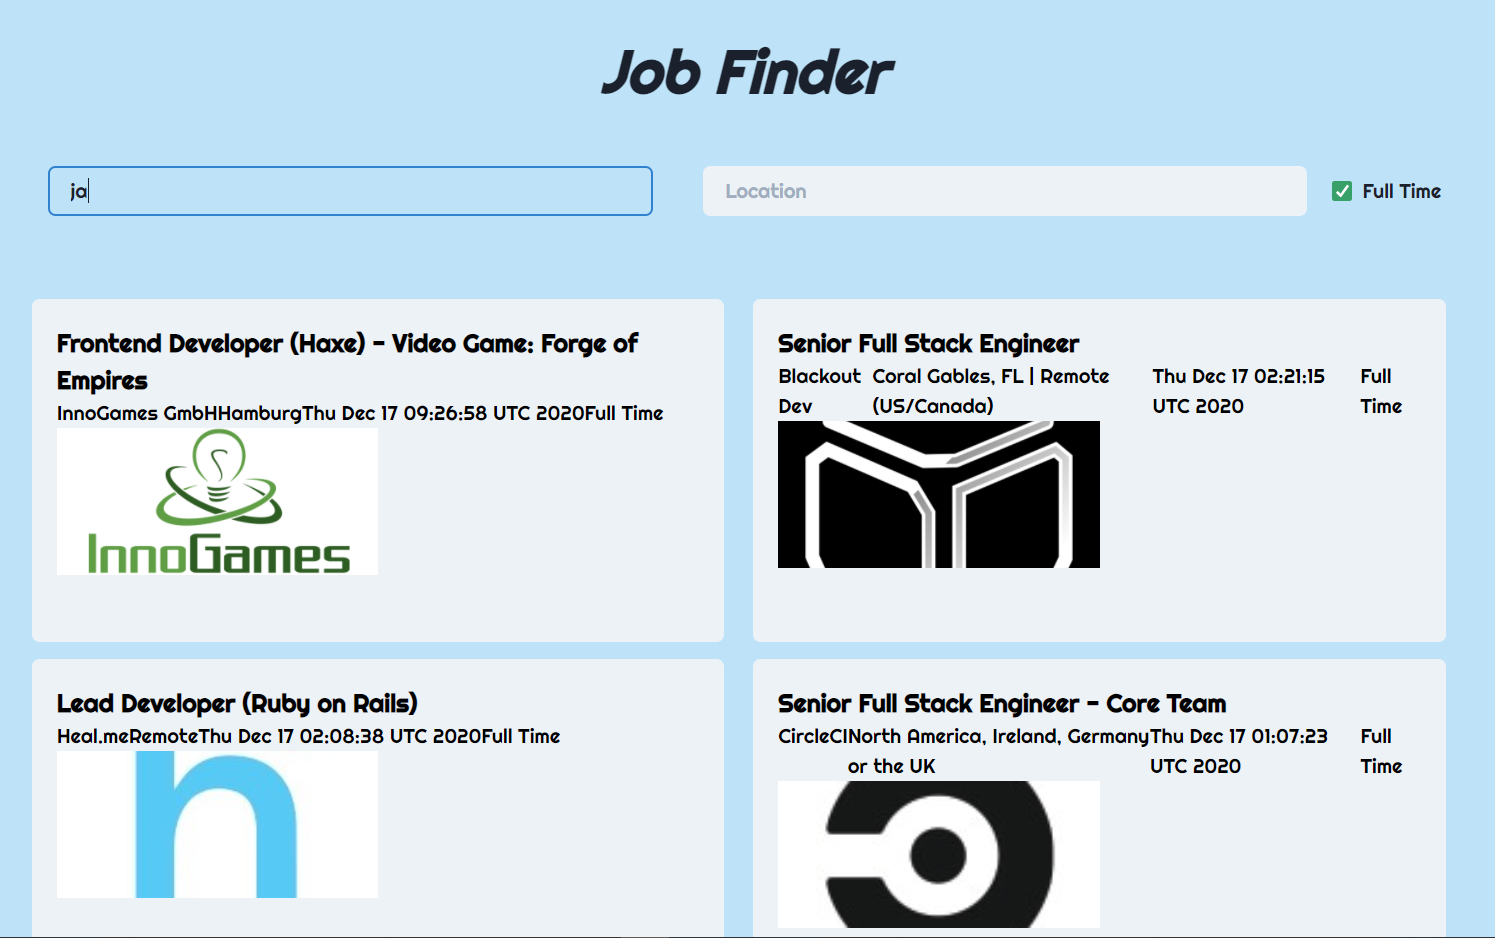 Job Finder
ja
Location
Full Time
Frontend Developer (Haxe) - Video Game: Forge of
Empires
InnoGames GmbHHamburgThu Dec 17 09:26:58 UTC 2020Full Time
InnoGames
Senior Full Stack Engineer
Blackout Coral Gables, FL | Remote Thu Dec 17 02:21:15 Full
Dev (US/Canada) UTC 2020 Time
Lead Developer (Ruby on Rails)
Heal.meRemoteThu Dec 17 02:08:38 UTC 2020Full Time
n
Senior Full Stack Engineer - Core Team
CircleCINorth America, Ireland, GermanyThu Dec 17 01:07:23 Full
or the UK UTC 2020 Time